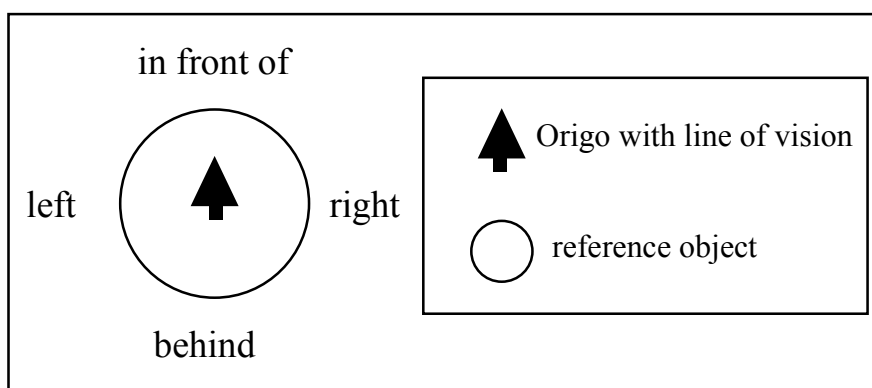 in front of
left
right
behind
Origo with line of vision
reference object